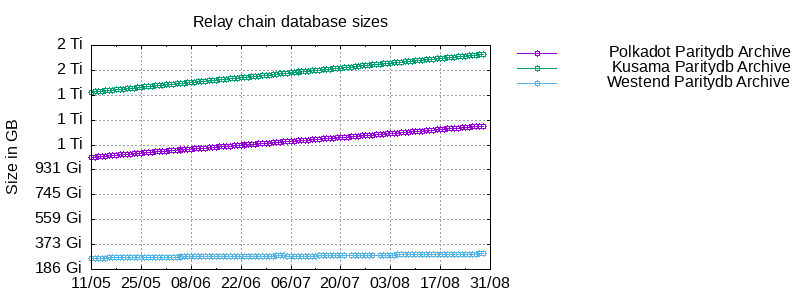 Relay chain database sizes
Size in GB
2 Ti
2 Ti
1 Ti
1 Ti
1 Ti
931 Gi
745 Gi
559 Gi
373 Gi
186 Gi
11/05 25/05 08/06 22/06 06/07 20/07 03/08 17/08 31/08
Polkadot Paritydb Archive
Kusama Paritydb Archive
Westend Paritydb Archive